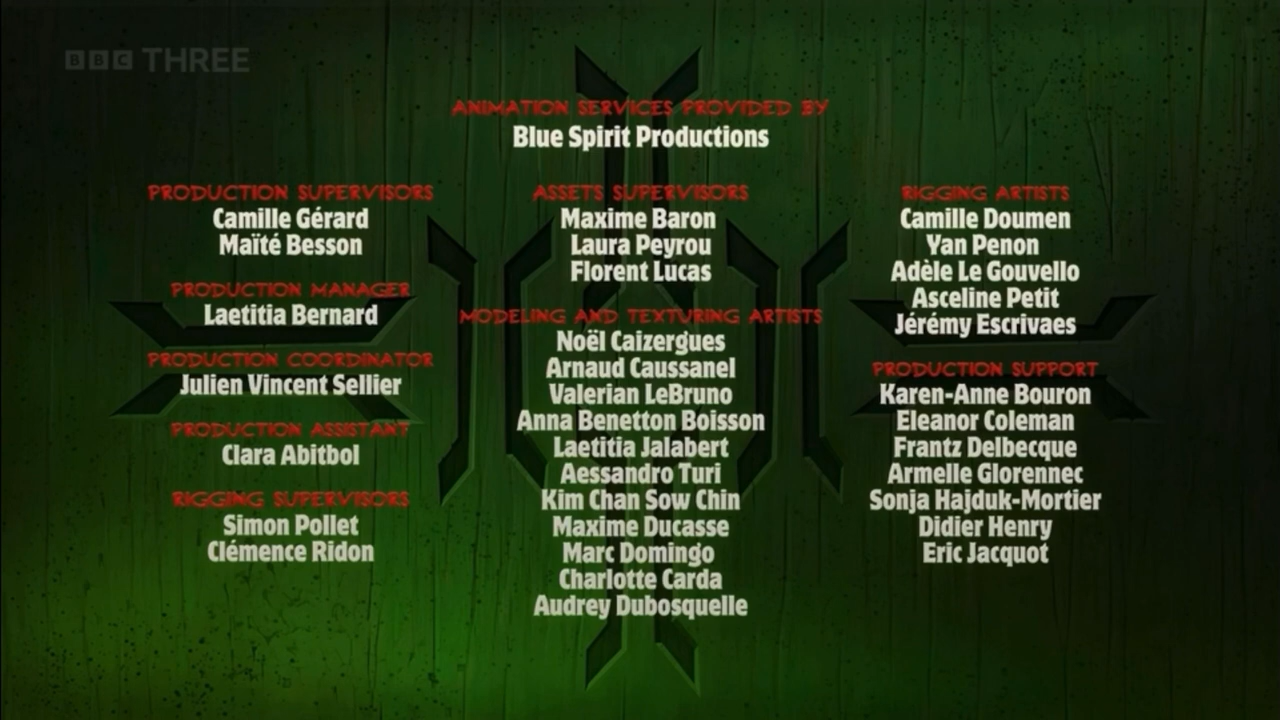 BBC THREE
ANIMATION SERVICES PROVIDED BY
Blue Spirit Productions
PRODUCTION SUPERVISORS
Camille Gérard
Maïté Besson
PRODUCTION MANAGER
Laetitia Bernard
PRODUCTION COORDINATOR
Julien Vincent Sellier
PRODUCTION ASSISTANT
Clara Abitbol
RIGGING SUPERVISORS
Simon Pollet
Clémence Ridon
ASSETS SUPERVISORS
Maxime Baron
Laura Peyrou
Florent Lucas
MODELING AND TEXTURING ARTISTS
Noël Caizergues
Arnaud Caussanel
Valerian LeBruno
Anna Benetton Boisson
Laetitia Jalabert
Aessandro Turi
Kim Chan Sow Chin
Maxime Ducasse
Marc Domingo
Charlotte Carda
Audrey Dubosquelle
RIGGING ARTISTS
Camille Doumen
Yan Penon
Adèle Le Gouvello
Asceline Petit
Jérémy Escrivaes
PRODUCTION SUPPORT
Karen-Anne Bouron
Eleanor Coleman
Frantz Delbecque
Armelle Glorennec
Sonja Hajduk-Mortier
Didier Henry
Eric Jacquot